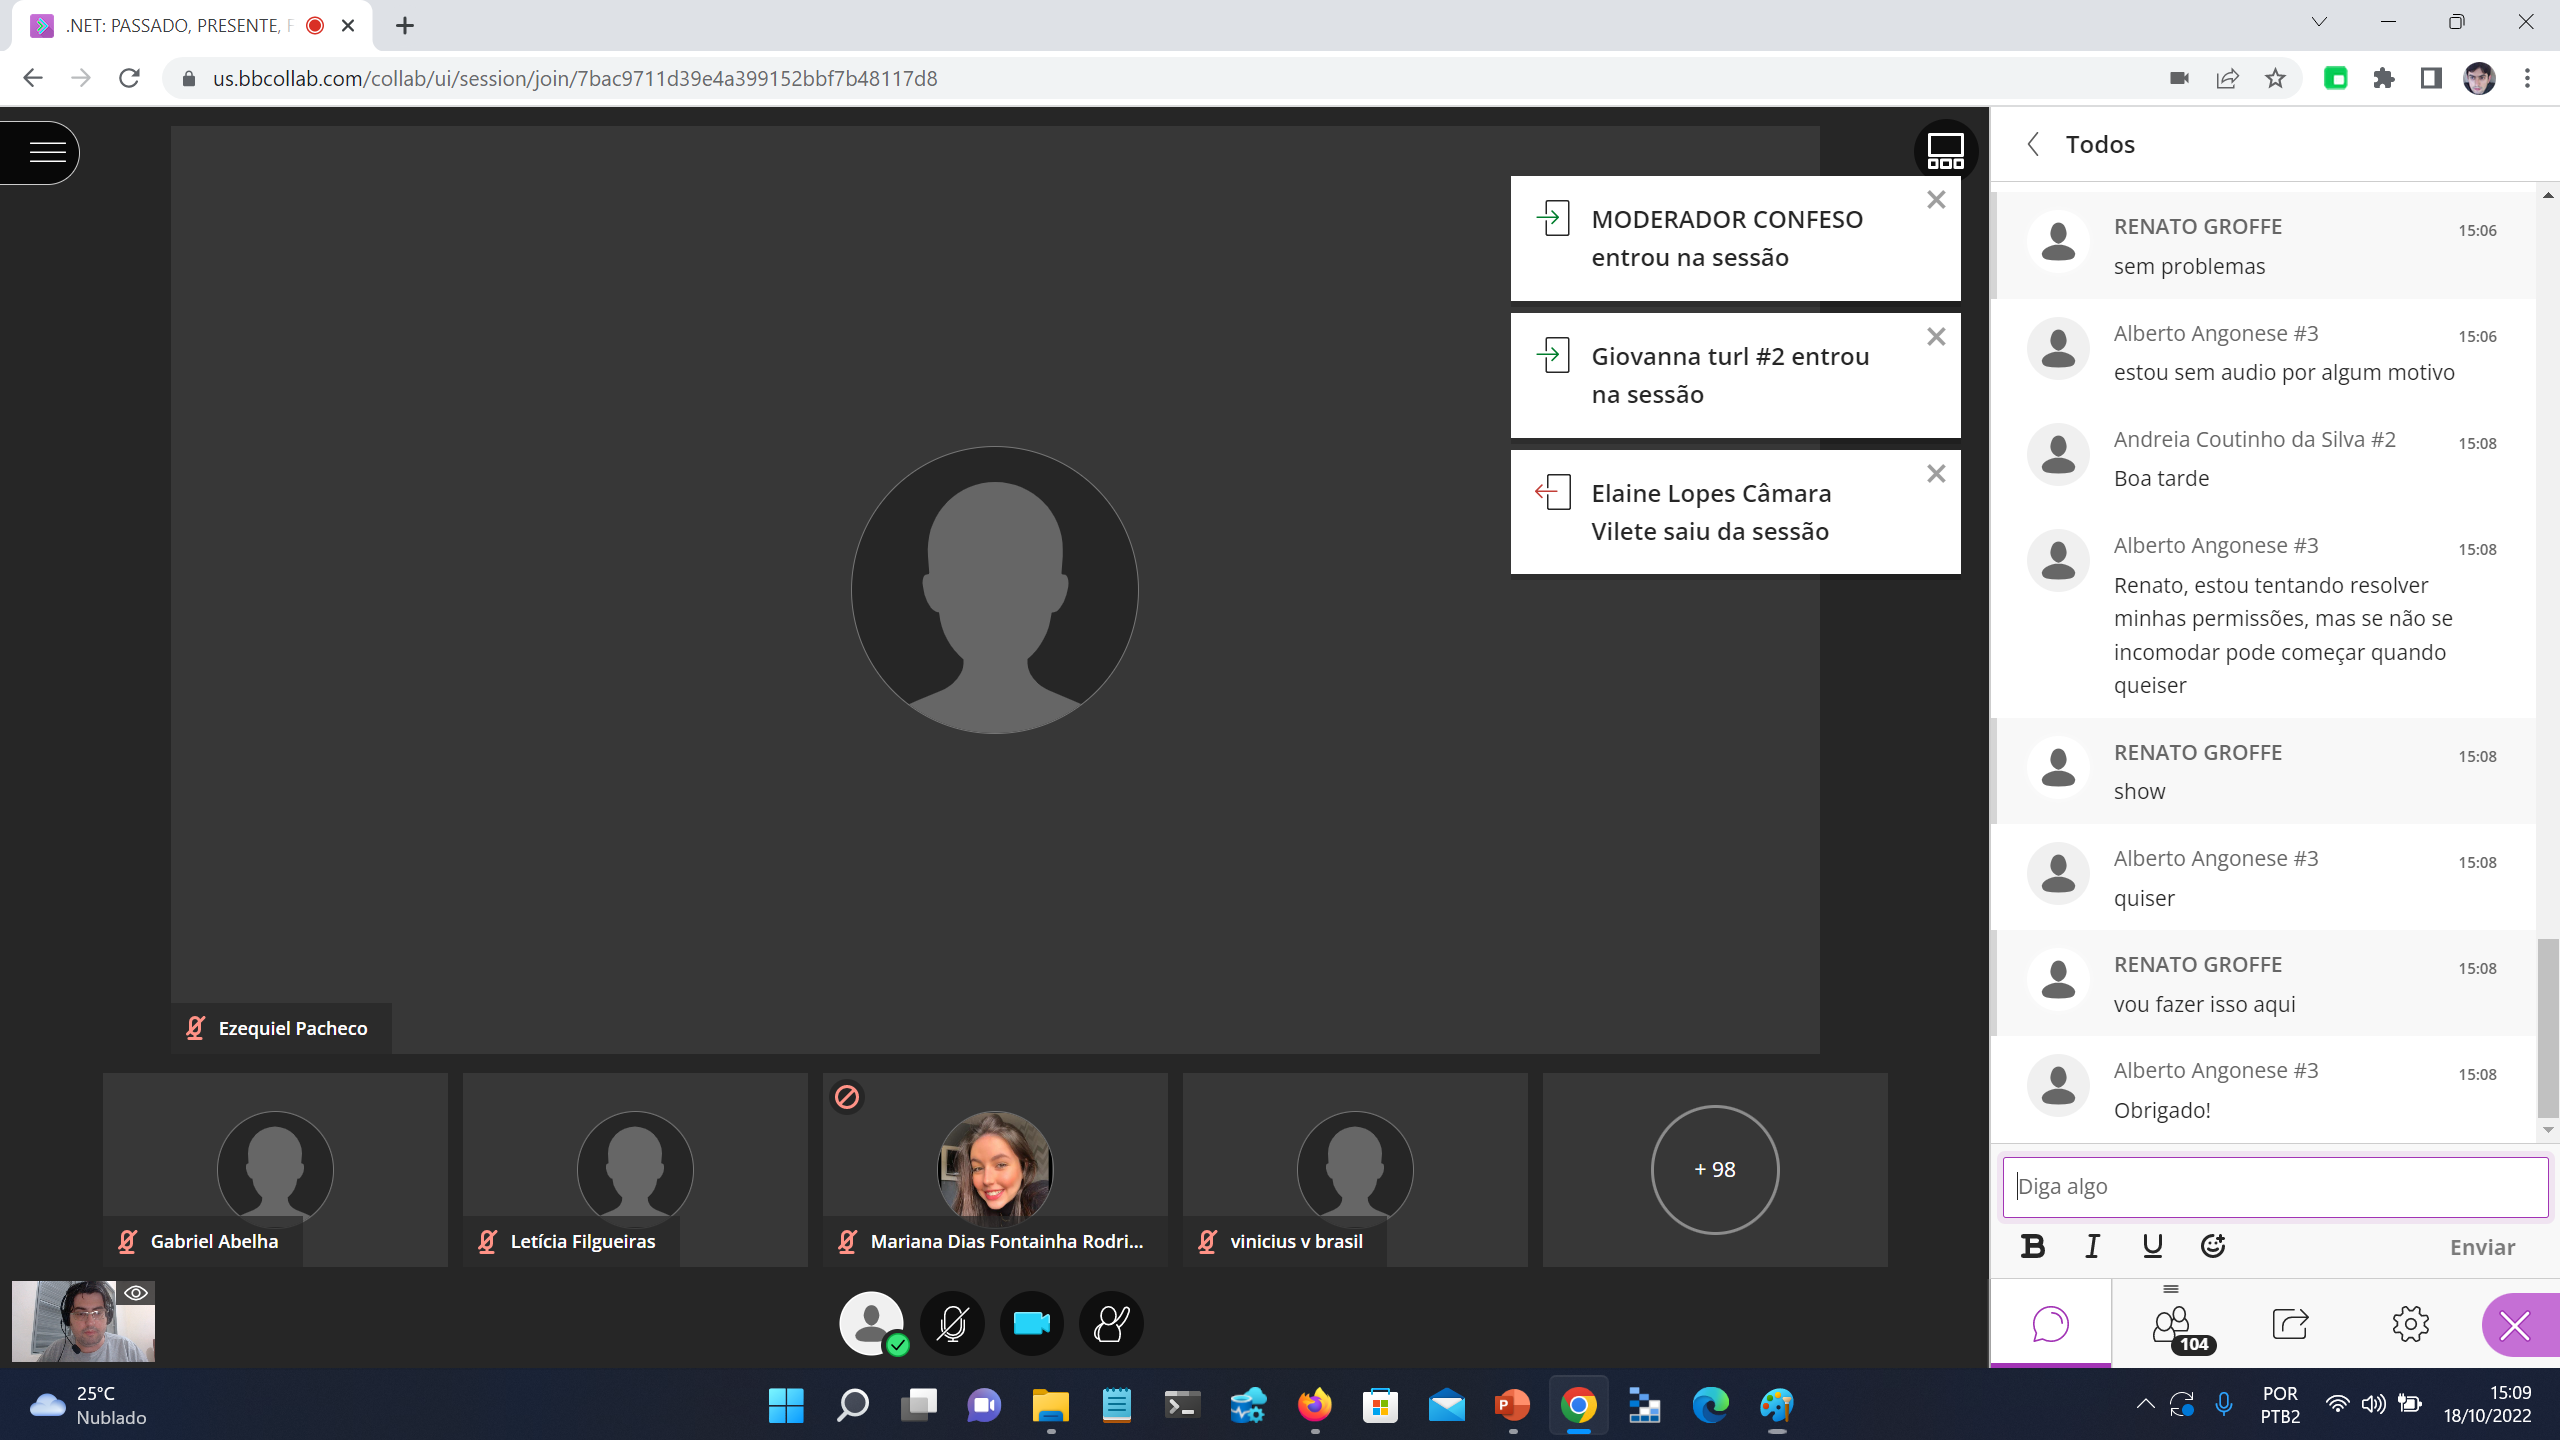 .NET: PASSADO, PRESENTE, F
us.bbcollab.com/collab/ui/session/join/7bac9711d39e4a399152bbf7b48117d8
MODERADOR CONFESO
entrou na sessão
Giovanna turl #2 entrou
na sessão
Elaine Lopes Câmara
Vilete saiu da sessão
Ezequiel Pacheco
Gabriel Abelha
Letícia Filgueiras
Mariana Dias Fontainha Rodri...
vinicius v brasil
+ 98
Todos
RENATO GROFFE 15:06
sem problemas
Alberto Angonese #3 15:06
estou sem audio por algum motivo
Andreia Coutinho da Silva #2 15:08
Boa tarde
Alberto Angonese #3 15:08
Renato, estou tentando resolver
minhas permissões, mas se não se
incomodar pode começar quando
queiser
RENATO GROFFE 15:08
show
Alberto Angonese #3 15:08
quiser
RENATO GROFFE 15:08
vou fazer isso aqui
Alberto Angonese #3 15:08
Obrigado!
Diga algo
B I U Enviar
104
25°C
Nublado
POR
PTB2
15:09
18/10/2022